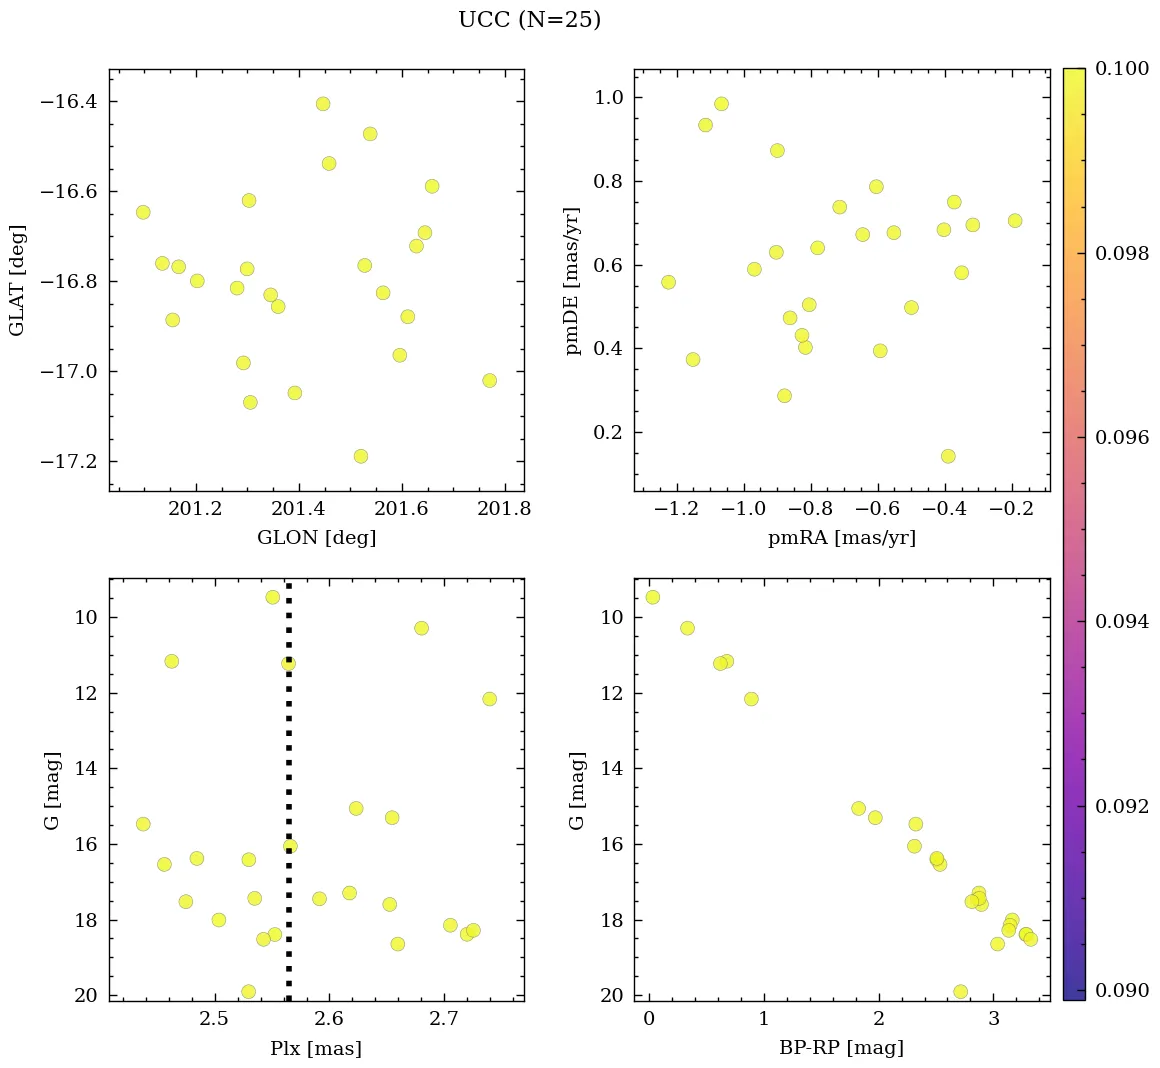 UCC (N=25)
−16.4
−16.6
−16.8
−17.0
−17.2
GLAT [deg]
201.2 201.4 201.6 201.8
GLON [deg]
1.0
0.8
0.6
0.4
0.2
pmDE [mas/yr]
−1.2 −1.0 −0.8 −0.6 −0.4 −0.2
pmRA [mas/yr]
0.100
0.098
0.096
0.094
0.092
0.090
10
12
14
16
18
20
G [mag]
2.5 2.6 2.7
Plx [mas]
10
12
14
16
18
20
G [mag]
0 1 2 3
BP-RP [mag]